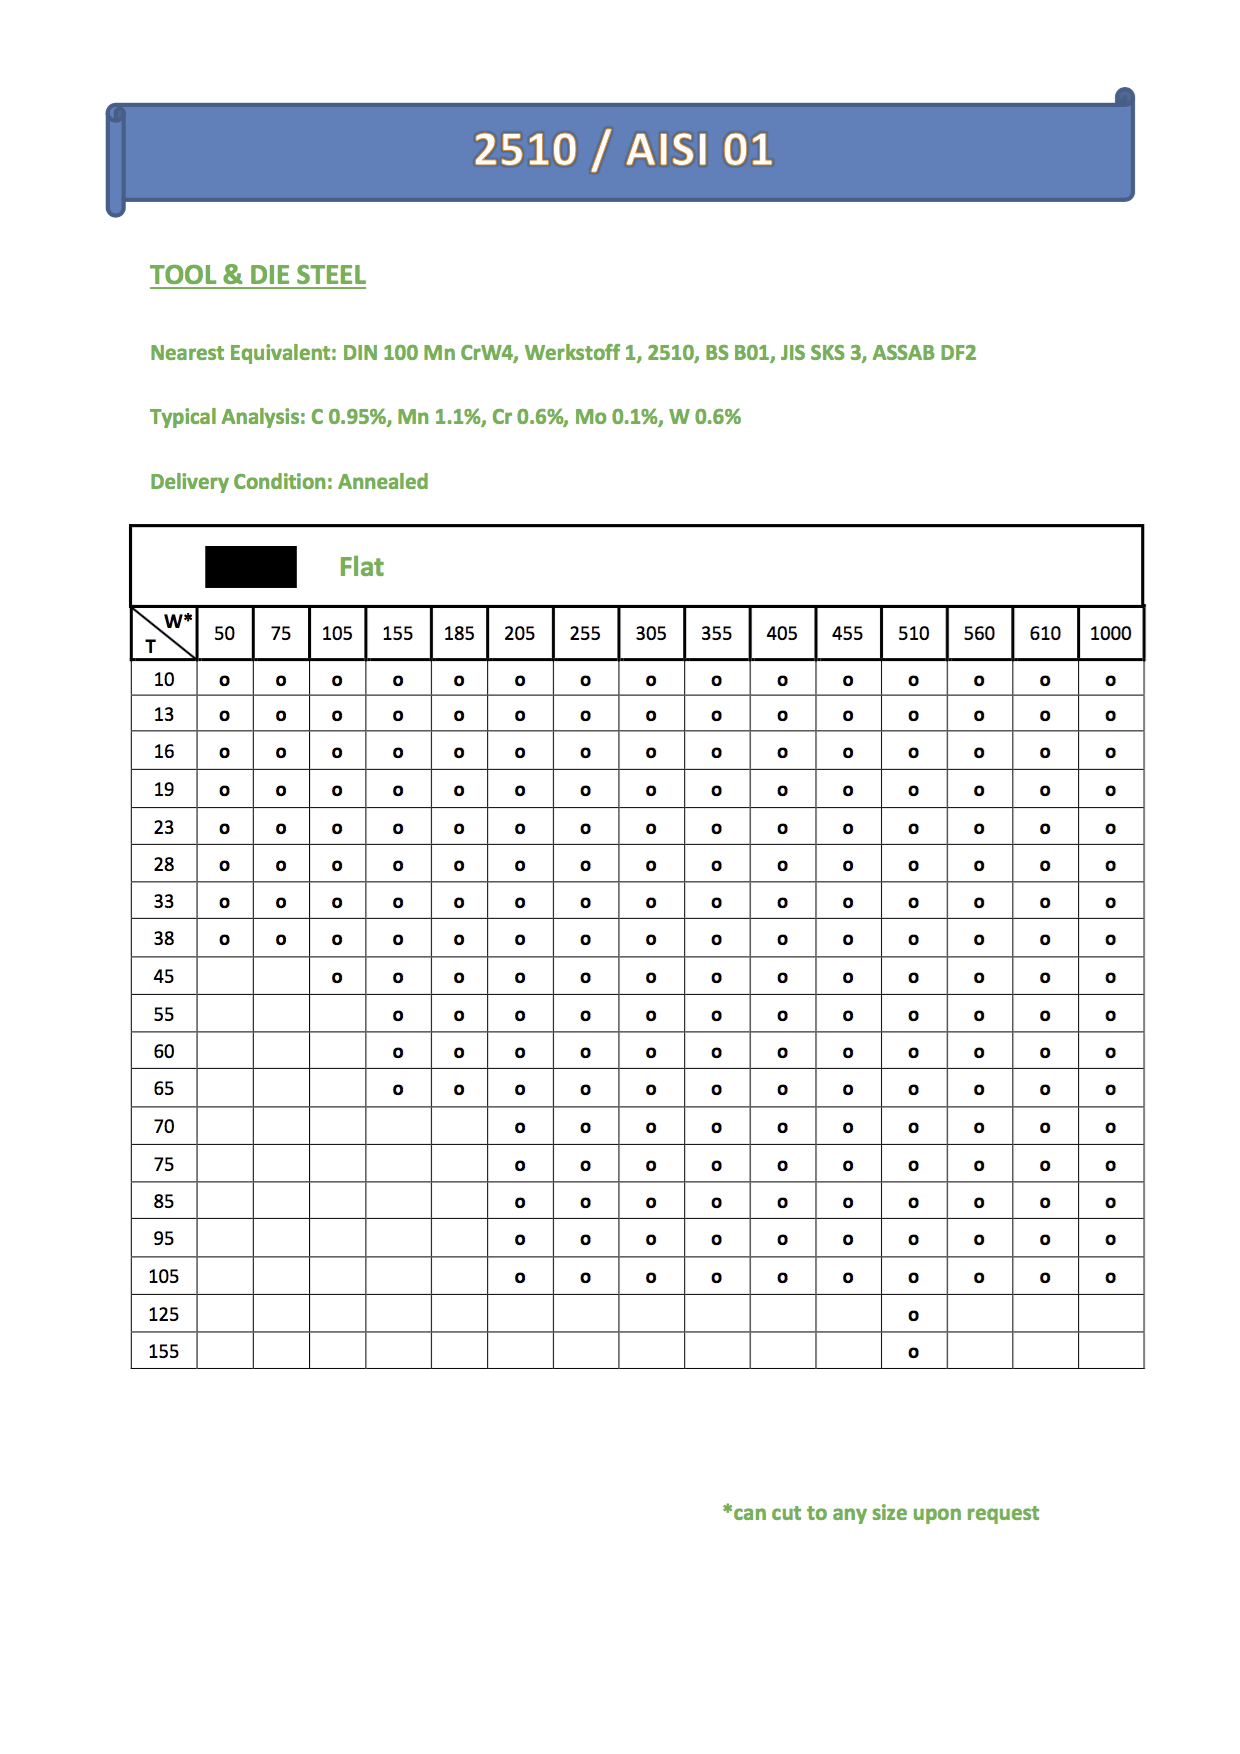 2510 / AISI 01
TOOL & DIE STEEL
Nearest Equivalent: DIN 100 Mn CrW4, Werkstoff 1, 2510, BS B01, JIS SKS 3, ASSAB DF2
Typical Analysis: C 0.95%, Mn 1.1%, Cr 0.6%, Mo 0.1%, W 0.6%
Delivery Condition: Annealed
Flat
W* T 50 75 105 155 185 205 255 305 355 405 455 510 560 610 1000
10 o o o o o o o o o o o o o o o
13 o o o o o o o o o o o o o o o
16 o o o o o o o o o o o o o o o
19 o o o o o o o o o o o o o o o
23 o o o o o o o o o o o o o o o
28 o o o o o o o o o o o o o o o
33 o o o o o o o o o o o o o o o
38 o o o o o o o o o o o o o o o
45 o o o o o o o o o o o o o
55 o o o o o o o o o o o o
60 o o o o o o o o o o o o
65 o o o o o o o o o o o o
70 o o o o o o o o o o
75 o o o o o o o o o o
85 o o o o o o o o o o
95 o o o o o o o o o o
105 o o o o o o o o o o
125 o
155 o
*can cut to any size upon request